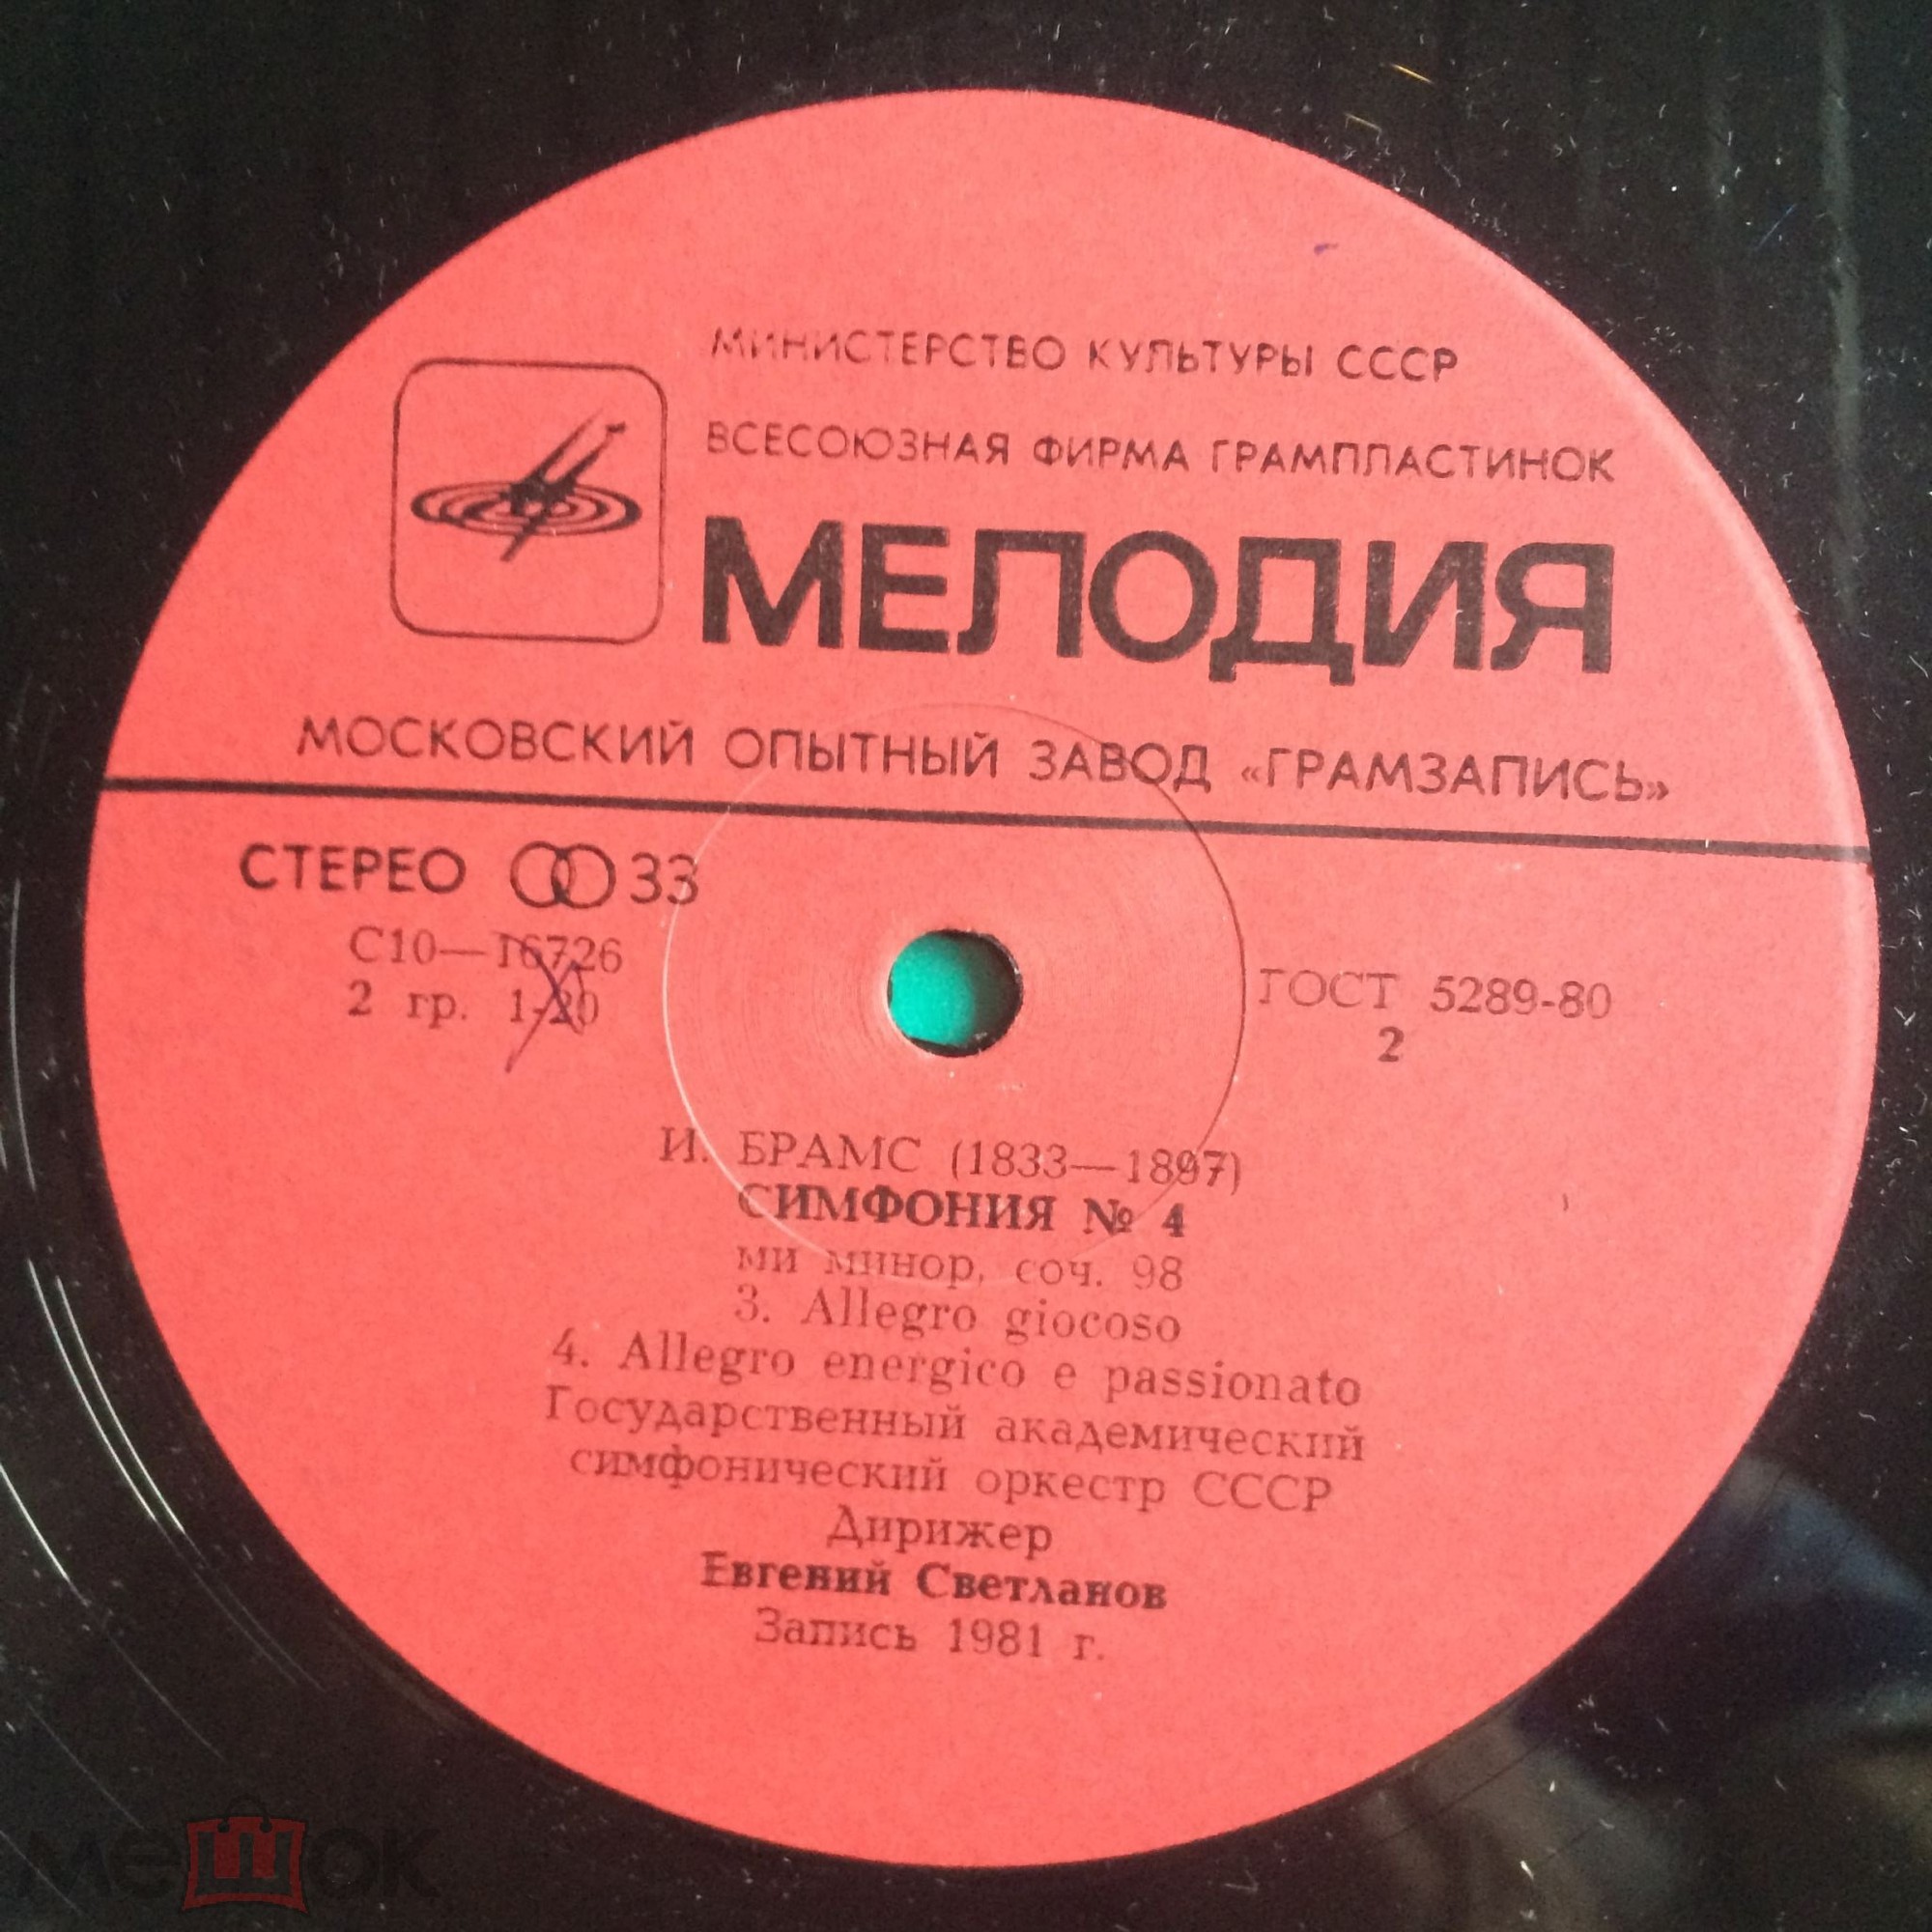 МИНИСТЕРСТВО КУЛЬТУРЫ СССР
ВСЕСОЮЗНАЯ ФИРМА ГРАМПЛАСТИНОК
МЕЛОДИЯ
МОСКОВСКИЙ ОПЫТНЫЙ ЗАВОД «ГРАМЗАПИСЬ»
СТЕРЕО 33
С10—16726
2 гр. 1-20
ГОСТ 5289-80
2
И. БРАМС (1833—1897)
СИМФОНИЯ № 4
ми минор, соч. 98
3. Allegro giocoso
4. Allegro energico e passionato
Государственный академический
симфонический оркестр СССР
Дирижер
Евгений Светланов
Запись 1981 г.
мешок